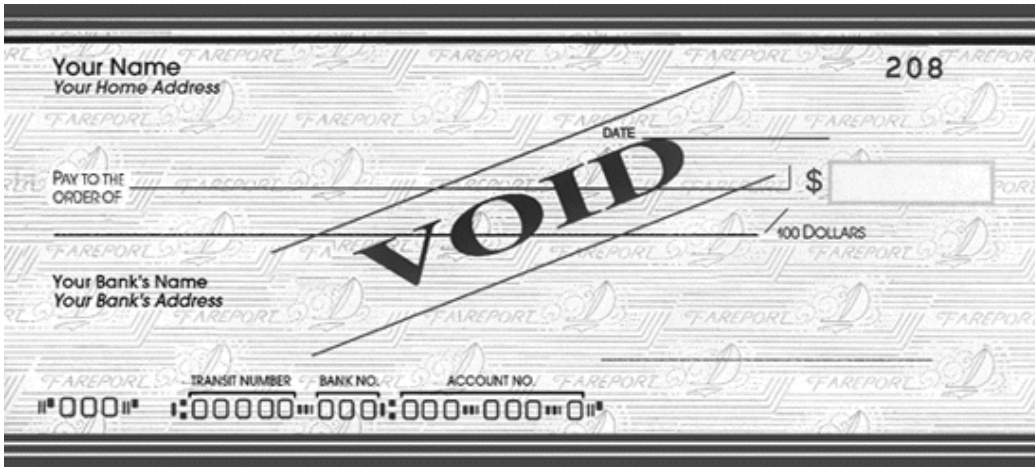 Your Name
Your Home Address
208
DATE
PAY TO THE
ORDER OF
$
VOID
/100 DOLLARS
Your Bank's Name
Your Bank's Address
TRANSIT NUMBER BANK NO. ACCOUNT NO.
⑈000⑈ ⑆00000⑉000⑆000⑉000⑉0⑈
FAREPORT